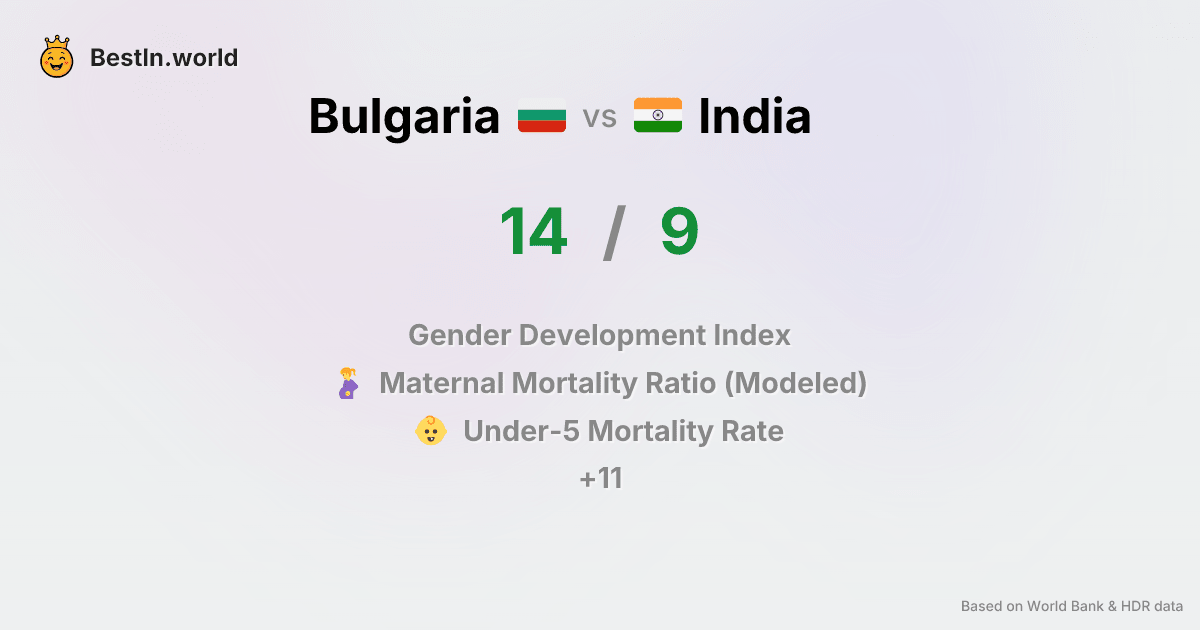 BestIn.world
Bulgaria vs India
14 / 9
Gender Development Index
Maternal Mortality Ratio (Modeled)
Under-5 Mortality Rate
+11
Based on World Bank & HDR data